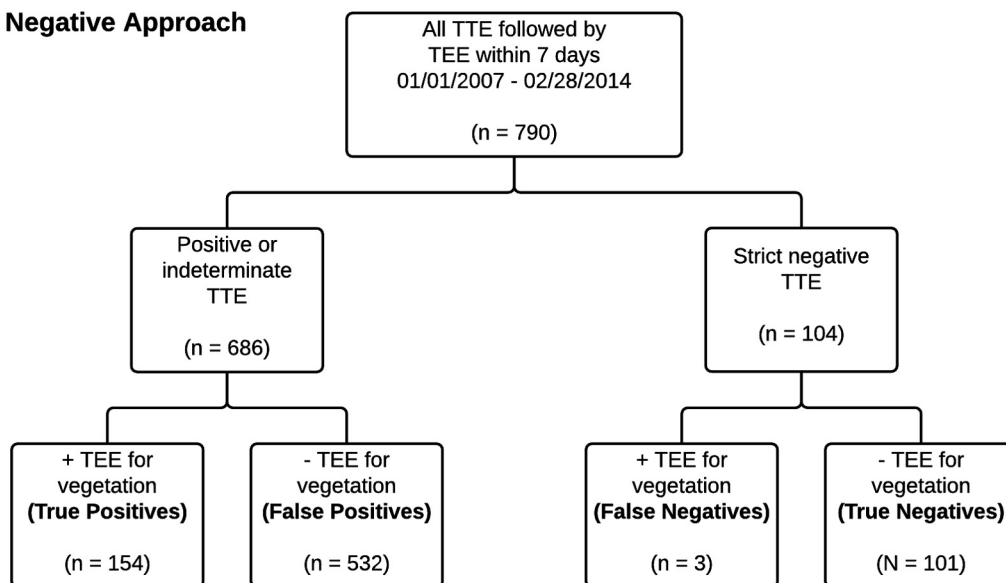 Negative Approach
All TTE followed by
TEE within 7 days
01/01/2007 - 02/28/2014
(n = 790)
Positive or
indeterminate
TTE
(n = 686)
Strict negative
TTE
(n = 104)
+ TEE for
vegetation
(True Positives)
(n = 154)
- TEE for
vegetation
(False Positives)
(n = 532)
+ TEE for
vegetation
(False Negatives)
(n = 3)
- TEE for
vegetation
(True Negatives)
(N = 101)